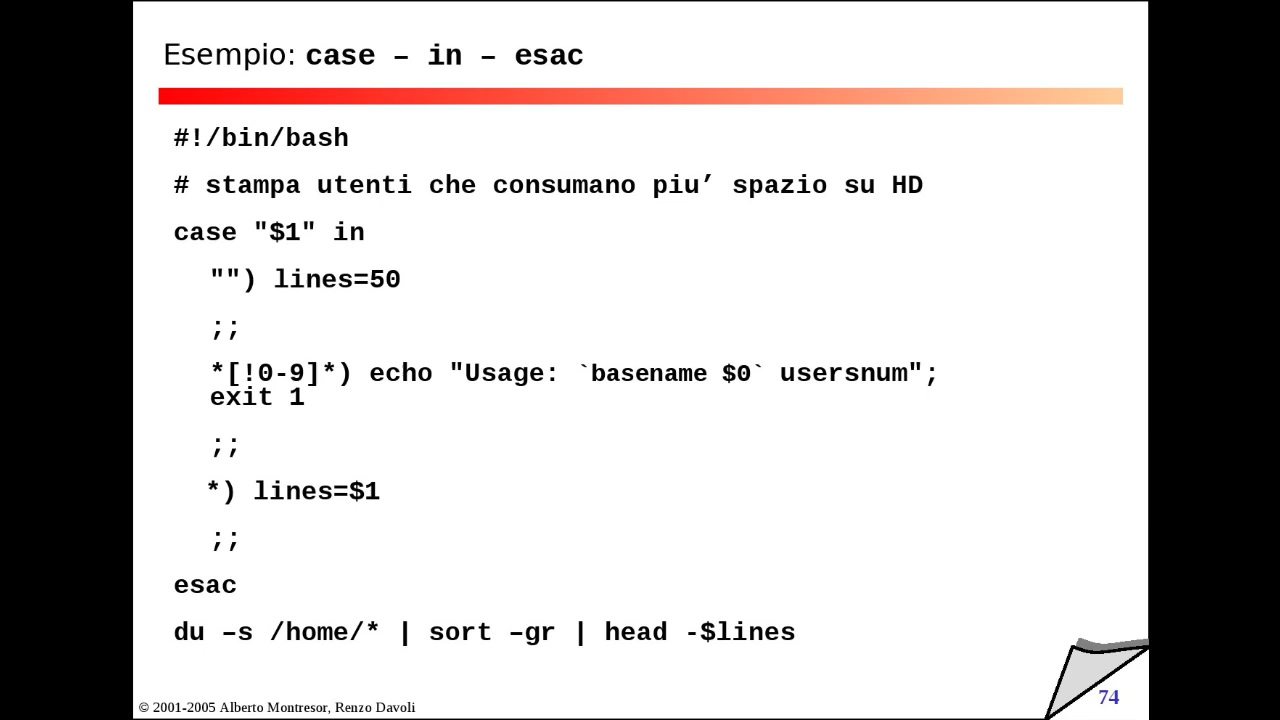 Esempio: case – in – esac
#!/bin/bash
# stampa utenti che consumano piu’ spazio su HD
case "$1" in
"") lines=50
;;
*[!0-9]*) echo "Usage: `basename $0` usersnum";
exit 1
;;
*) lines=$1
;;
esac
du –s /home/* | sort –gr | head -$lines
© 2001-2005 Alberto Montresor, Renzo Davoli
74